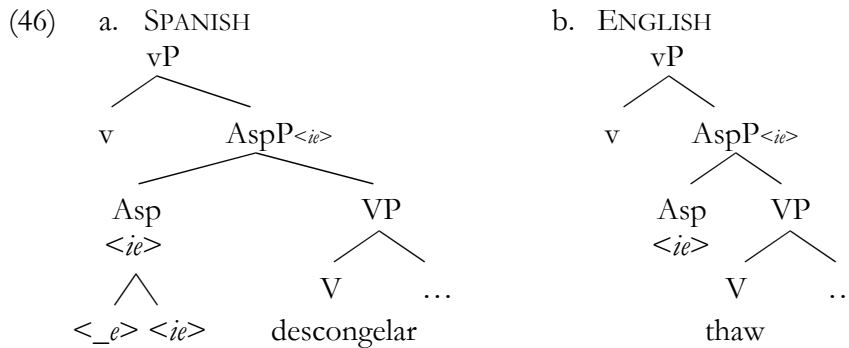 (46) a. SPANISH b. ENGLISH
vP vP
v AspP<ie> v AspP<ie>
Asp VP Asp VP
<ie> <ie>
V … V ..
<_e> <ie> descongelar thaw